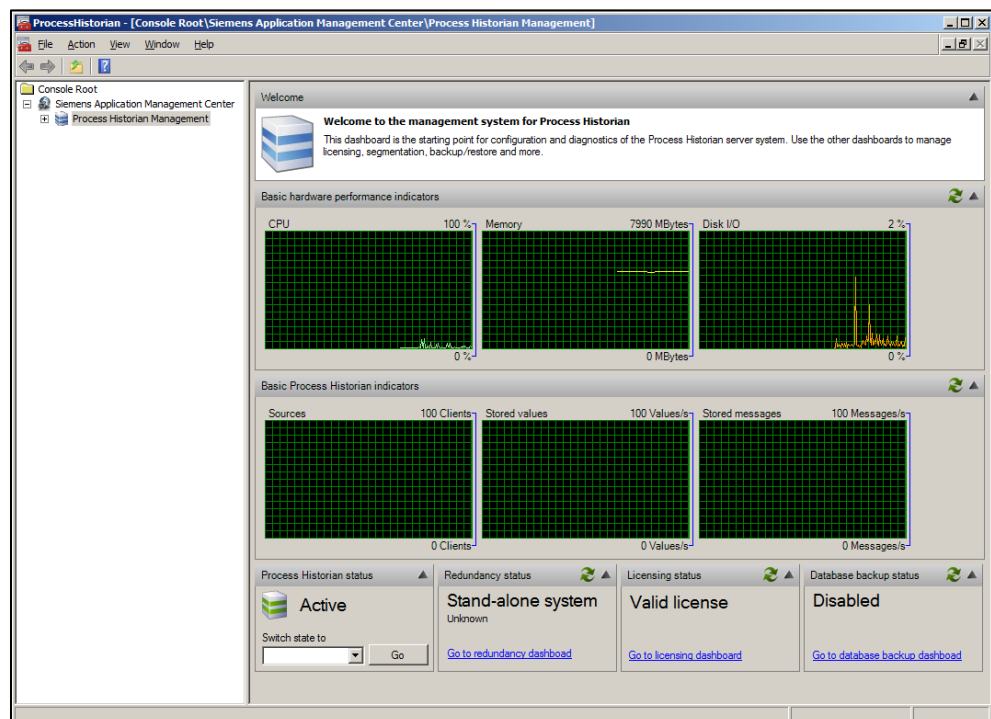 ProcessHistorian - [Console Root\Siemens Application Management Center\Process Historian Management]
File Action View Window Help
Console Root
Siemens Application Management Center
Process Historian Management
Welcome
Welcome to the management system for Process Historian
This dashboard is the starting point for configuration and diagnostics of the Process Historian server system. Use the other dashboards to manage
licensing, segmentation, backup/restore and more.
Basic hardware performance indicators
CPU 100 % Memory 7990 MBytes Disk I/O 2 %
0 % 0 MBytes 0 %
Basic Process Historian indicators
Sources 100 Clients Stored values 100 Values/s Stored messages 100 Messages/s
0 Clients 0 Values/s 0 Messages/s
Process Historian status Redundancy status Licensing status Database backup status
Active Stand-alone system Valid license Disabled
Unknown
Switch state to
Go Go to redundancy dashboad Go to licensing dashboard Go to database backup dashboad